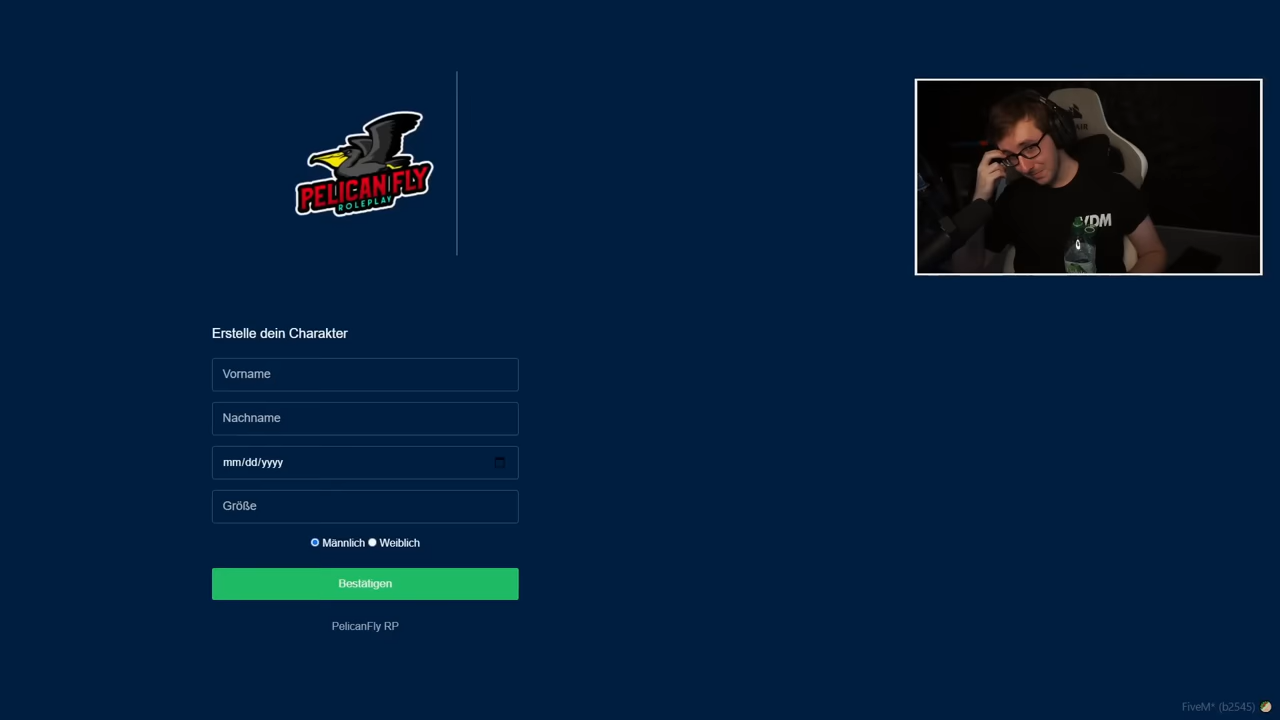 PELICAN FLY
ROLEPLAY
Erstelle dein Charakter
Vorname
Nachname
mm/dd/yyyy
Größe
Männlich Weiblich
Bestätigen
PelicanFly RP
FiveM* (b2545)